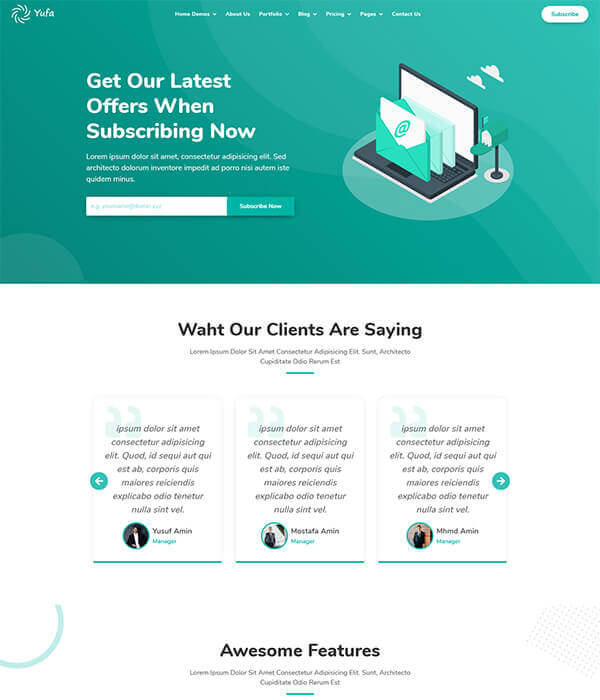 Yufa
Home Demos
About Us
Portfolio
Blog
Pricing
Pages
Contact Us
Subscribe
Get Our Latest
Offers When
Subscribing Now
Lorem ipsum dolor sit amet, consectetur adipisicing elit. Sed
architecto dolorum inventore impedit ad porro nisi autem iste
quidem minus.
e.g. yourname@domin.xyz
Subscribe Now
@
Waht Our Clients Are Saying
Lorem Ipsum Dolor Sit Amet Consectetur Adipisicing Elit. Sunt, Architecto
Cupiditate Odio Rerum Est
ipsum dolor sit amet
consectetur adipisicing
elit. Quod, id sequi aut qui
est ab, corporis quis
maiores reiciendis
explicabo odio tenetur
nulla sint vel.
Yusuf Amin
Manager
ipsum dolor sit amet
consectetur adipisicing
elit. Quod, id sequi aut qui
est ab, corporis quis
maiores reiciendis
explicabo odio tenetur
nulla sint vel.
Mostafa Amin
Manager
ipsum dolor sit amet
consectetur adipisicing
elit. Quod, id sequi aut qui
est ab, corporis quis
maiores reiciendis
explicabo odio tenetur
nulla sint vel.
Mhmd Amin
Manager
Awesome Features
Lorem Ipsum Dolor Sit Amet Consectetur Adipisicing Elit. Sunt, Architecto
Cupiditate Odio Rerum Est